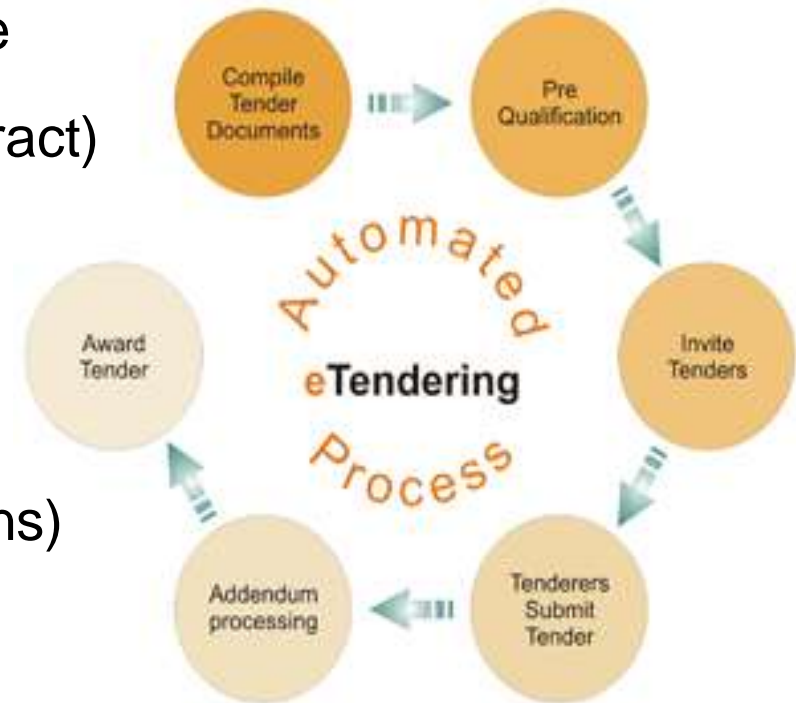 e
ract)
ns)
Compile
Tender
Documents
Pre
Qualification
Invite
Tenders
Tenderers
Submit
Tender
Addendum
processing
Award
Tender
Automated
eTendering
Process